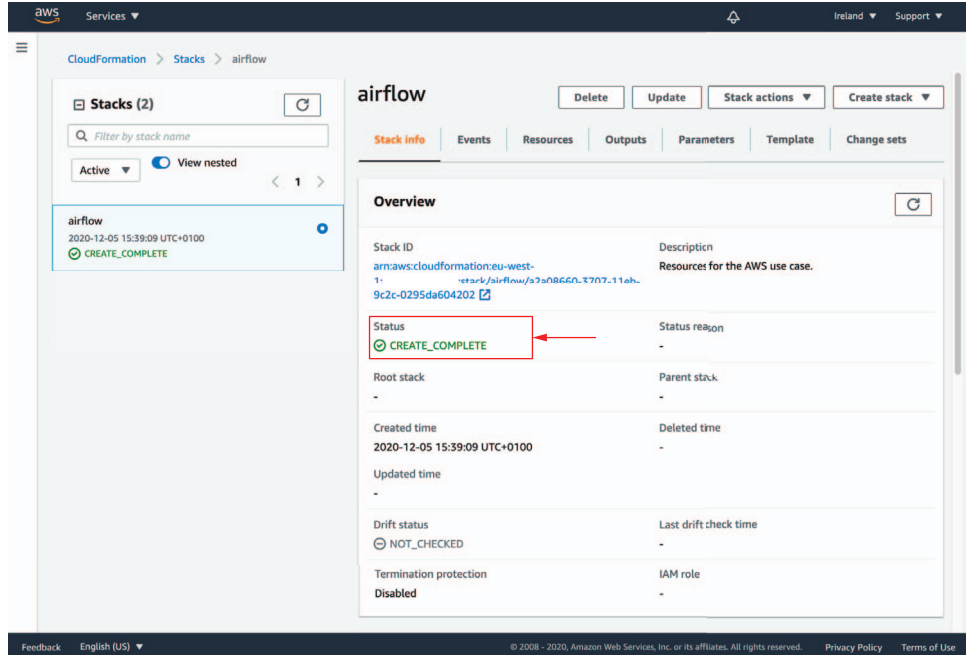 aws Services ▼ Ireland ▼ Support ▼
CloudFormation > Stacks > airflow
Stacks (2)
Filter by stack name
Active ▼ View nested
< 1 >
airflow
2020-12-05 15:39:09 UTC+0100
CREATE_COMPLETE
airflow
Delete Update Stack actions ▼ Create stack ▼
Stack info Events Resources Outputs Parameters Template Change sets
Overview
Stack ID
arn:aws:cloudformation:eu-west-
1: :stack/airflow/a2a08660-3707-11eb-
9c2c-0295da604202
Description
Resources for the AWS use case.
Status
CREATE_COMPLETE
Status reason
-
Root stack
-
Parent stack
-
Created time
2020-12-05 15:39:09 UTC+0100
Deleted time
-
Updated time
-
Drift status
NOT_CHECKED
Last drift check time
-
Termination protection
Disabled
IAM role
-
Feedback English (US) ▼ © 2008 - 2020, Amazon Web Services, Inc. or its affiliates. All rights reserved. Privacy Policy Terms of Use